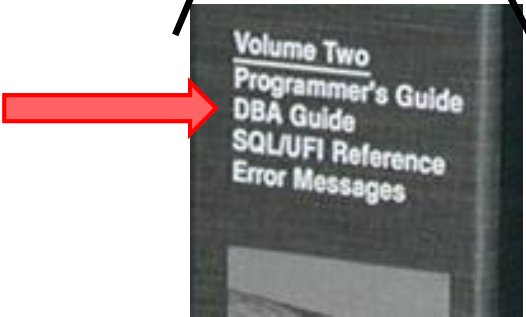 Volume Two
Programmer's Guide
DBA Guide
SQL/UFI Reference
Error Messages